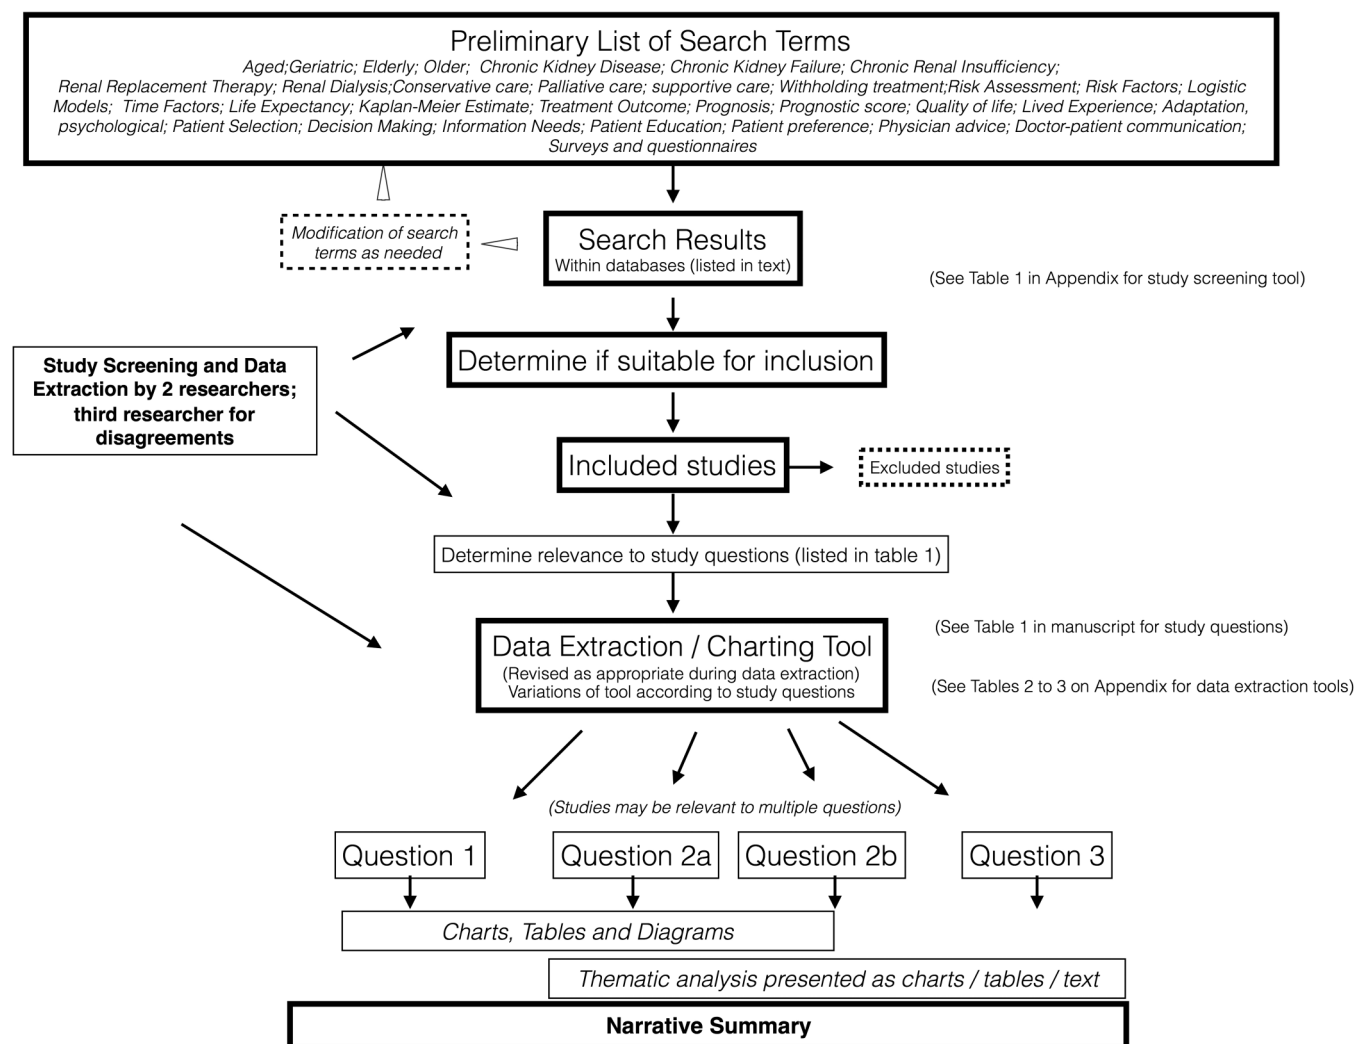 Preliminary List of Search Terms
Aged;Geriatric; Elderly; Older;  Chronic Kidney Disease; Chronic Kidney Failure; Chronic Renal Insufficiency;
Renal Replacement Therapy; Renal Dialysis;Conservative care; Palliative care; supportive care; Withholding treatment;Risk Assessment; Risk Factors; Logistic
Models;  Time Factors; Life Expectancy; Kaplan-Meier Estimate; Treatment Outcome; Prognosis; Prognostic score; Quality of life; Lived Experience; Adaptation,
psychological; Patient Selection; Decision Making; Information Needs; Patient Education; Patient preference; Physician advice; Doctor-patient communication;
Surveys and questionnaires
Modification of search
terms as needed
Search Results
Within databases (listed in text)
(See Table 1 in Appendix for study screening tool)
Study Screening and Data
Extraction by 2 researchers;
third researcher for
disagreements
Determine if suitable for inclusion
Included studies
Excluded studies
Determine relevance to study questions (listed in table 1)
Data Extraction / Charting Tool
(Revised as appropriate during data extraction)
Variations of tool according to study questions
(See Table 1 in manuscript for study questions)
(See Tables 2 to 3 on Appendix for data extraction tools)
(Studies may be relevant to multiple questions)
Question 1
Question 2a
Question 2b
Question 3
Charts, Tables and Diagrams
Thematic analysis presented as charts / tables / text
Narrative Summary